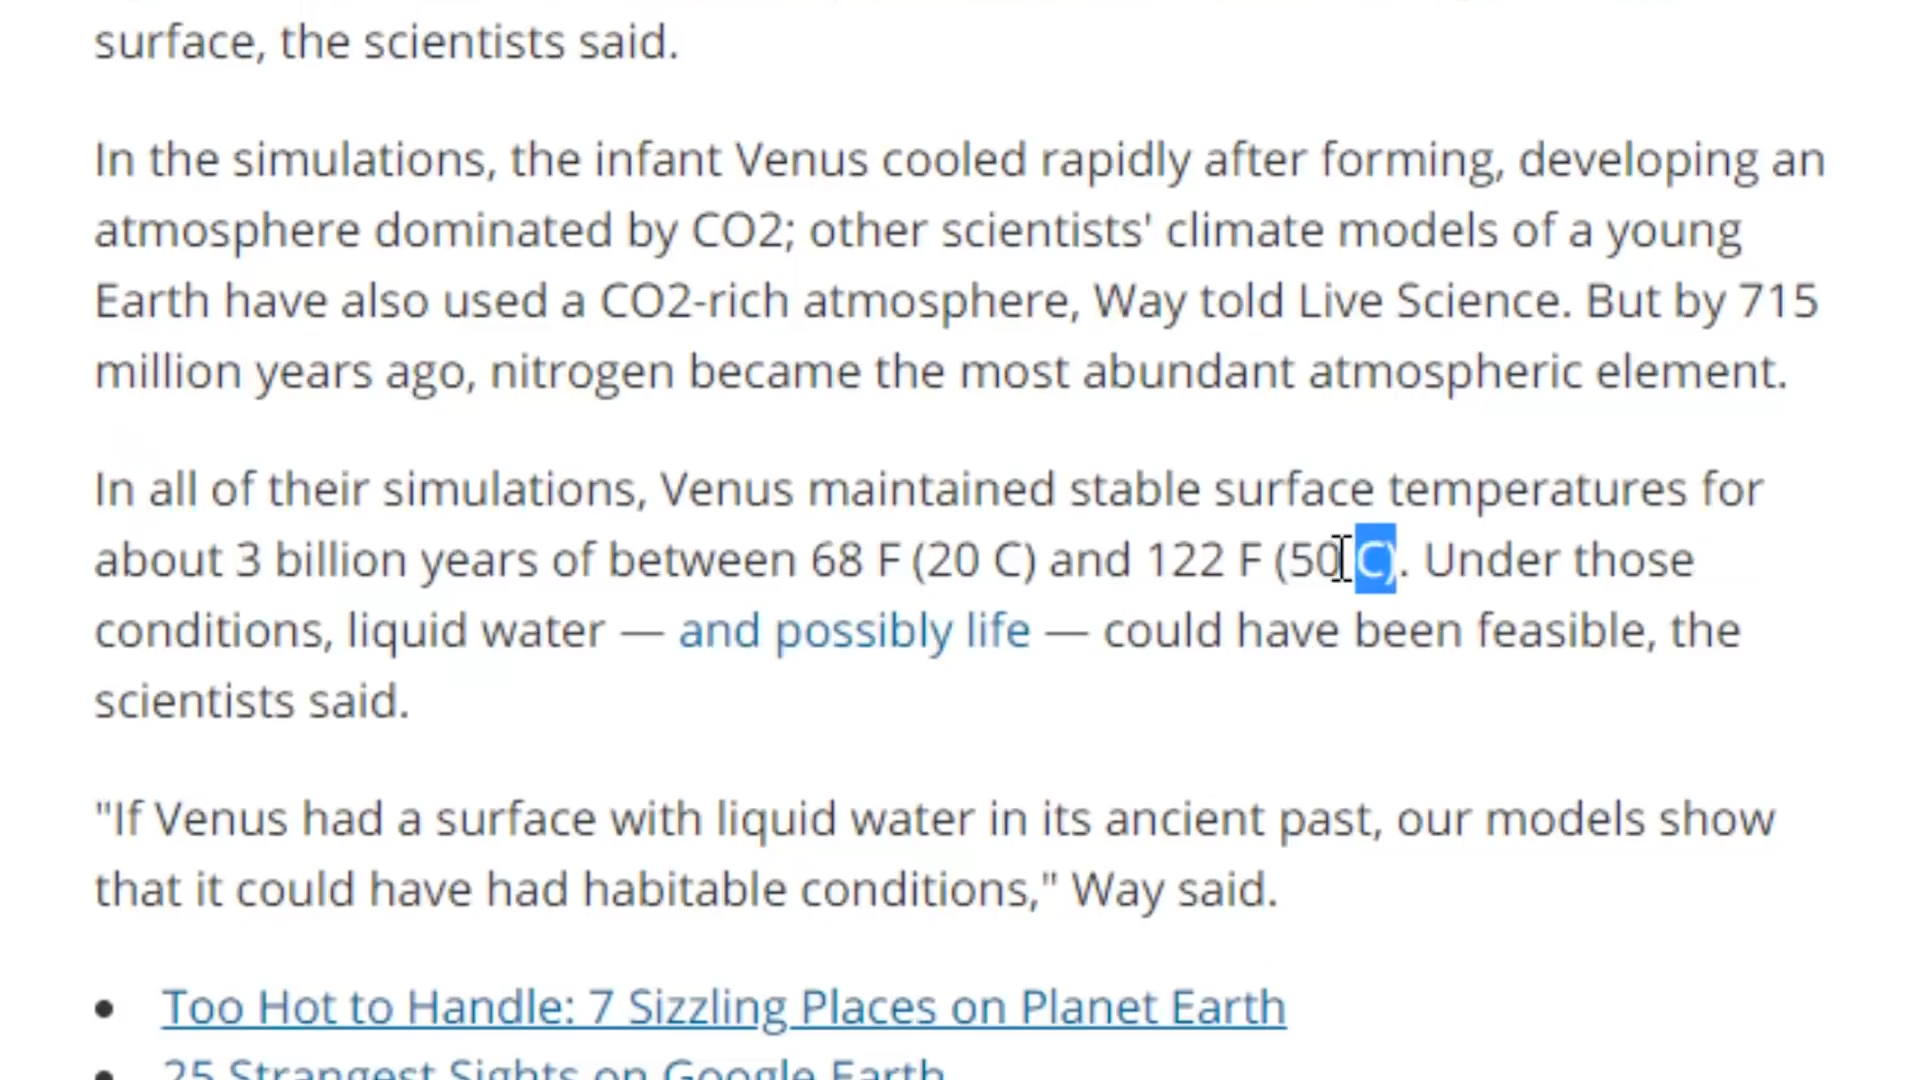 surface, the scientists said.
In the simulations, the infant Venus cooled rapidly after forming, developing an
atmosphere dominated by CO2; other scientists' climate models of a young
Earth have also used a CO2-rich atmosphere, Way told Live Science. But by 715
million years ago, nitrogen became the most abundant atmospheric element.
In all of their simulations, Venus maintained stable surface temperatures for
about 3 billion years of between 68 F (20 C) and 122 F (50 C). Under those
conditions, liquid water — and possibly life — could have been feasible, the
scientists said.
"If Venus had a surface with liquid water in its ancient past, our models show
that it could have had habitable conditions," Way said.
• Too Hot to Handle: 7 Sizzling Places on Planet Earth
• 25 Strangest Sights on Google Earth